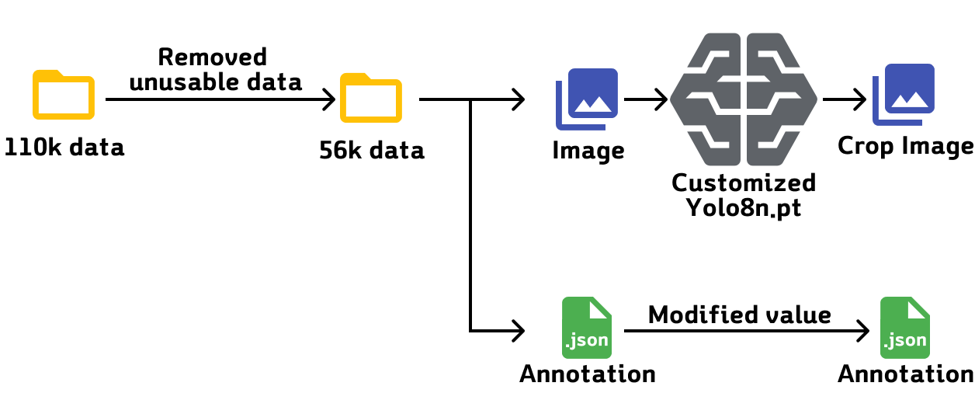 Removed
unusable data
110k data
56k data
Image
Customized
Yolo8n.pt
Crop Image
.json
Annotation
Modified value
.json
Annotation